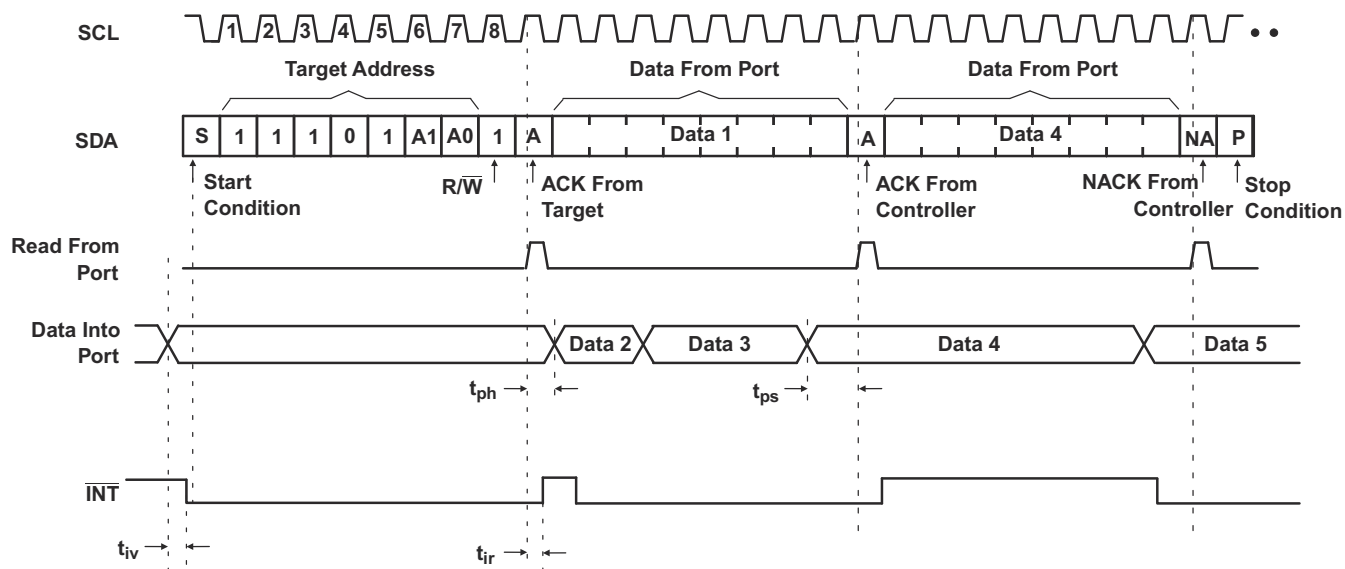 SCL
1 2 3 4 5 6 7 8
Target Address
Data From Port
Data From Port
SDA
S 1 1 1 0 1 A1 A0 1 A Data 1 A Data 4 NA P
Start
Condition
R/W
ACK From
Target
ACK From
Controller
NACK From
Controller
Stop
Condition
Read From
Port
Data Into
Port
Data 2
Data 3
Data 4
Data 5
tph
tps
INT
tiv
tir